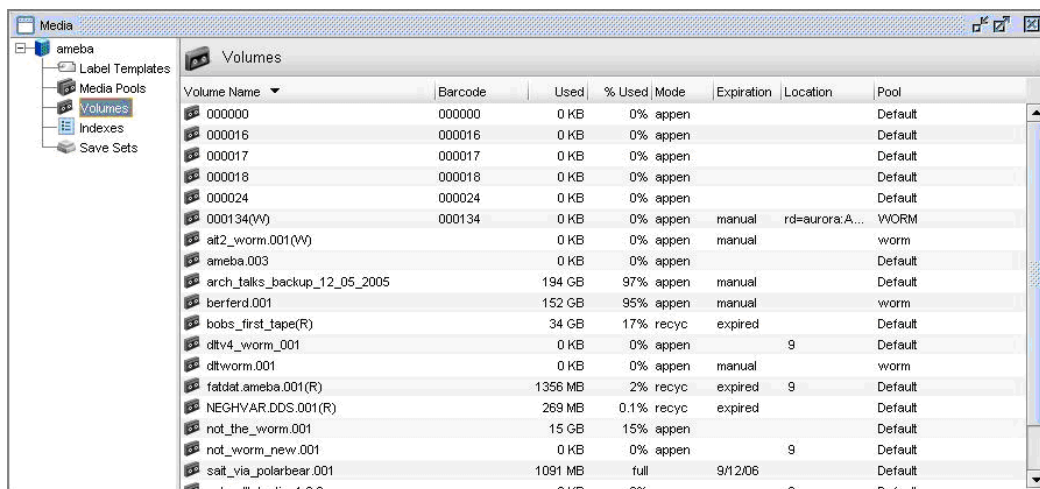 Media
ameba
Label Templates
Media Pools
Volumes
Indexes
Save Sets
Volumes
Volume Name Barcode Used % Used Mode Expiration Location Pool
000000 000000 0 KB 0% appen Default
000016 000016 0 KB 0% appen Default
000017 000017 0 KB 0% appen Default
000018 000018 0 KB 0% appen Default
000024 000024 0 KB 0% appen Default
000134(W) 000134 0 KB 0% appen manual rd=aurora:A... WORM
ait2_worm.001(W) 0 KB 0% appen manual worm
ameba.003 0 KB 0% appen Default
arch_talks_backup_12_05_2005 194 GB 97% appen manual Default
berferd.001 152 GB 95% appen manual worm
bobs_first_tape(R) 34 GB 17% recyc expired Default
dltv4_worm_001 0 KB 0% appen 9 Default
dltworm.001 0 KB 0% appen manual worm
fatdat.ameba.001(R) 1356 MB 2% recyc expired 9 Default
NEGHVAR.DDS.001(R) 269 MB 0.1% recyc expired Default
not_the_worm.001 15 GB 15% appen Default
not_worm_new.001 0 KB 0% appen 9 Default
sait_via_polarbear.001 1091 MB full 9/12/06 Default